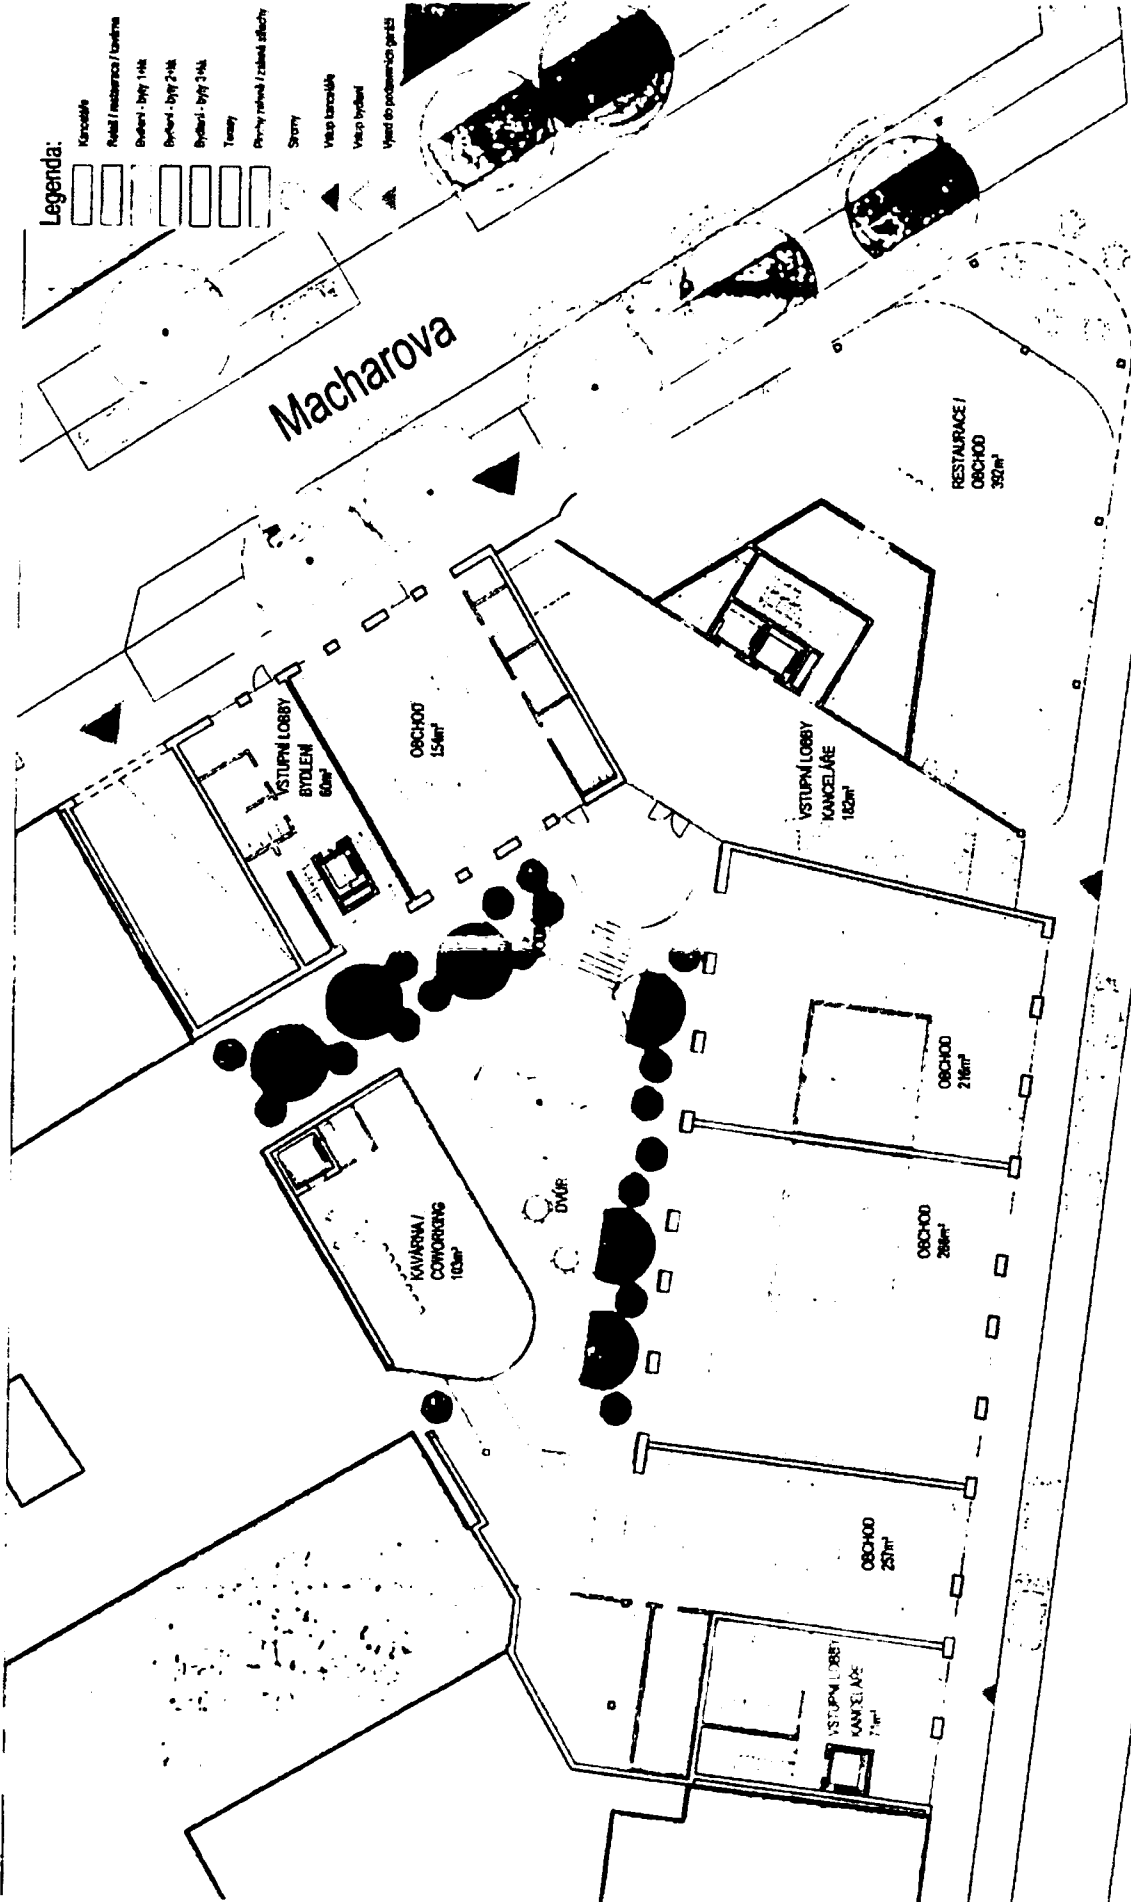 Legenda:
Kanceláře
Retail / restaurace / kavárna
Bydlení - byty 1+kk
Bydlení - byty 2+kk
Bydlení - byty 3+kk
Terasy
Plochy zeleně / zelené střechy
Stromy
Vstup kanceláře
Vstup bydlení
Vjezd do podzemních garáží
Macharova
RESTAURACE /
OBCHOD
392m²
VSTUPNÍ LOBBY
BYDLENÍ
60m²
OBCHOD
154m²
VSTUPNÍ LOBBY
KANCELÁŘE
182m²
OBCHOD
216m²
KAVÁRNA /
COWORKING
103m²
DVŮR
OBCHOD
268m²
OBCHOD
257m²
VSTUPNÍ LOBBY
KANCELÁŘE